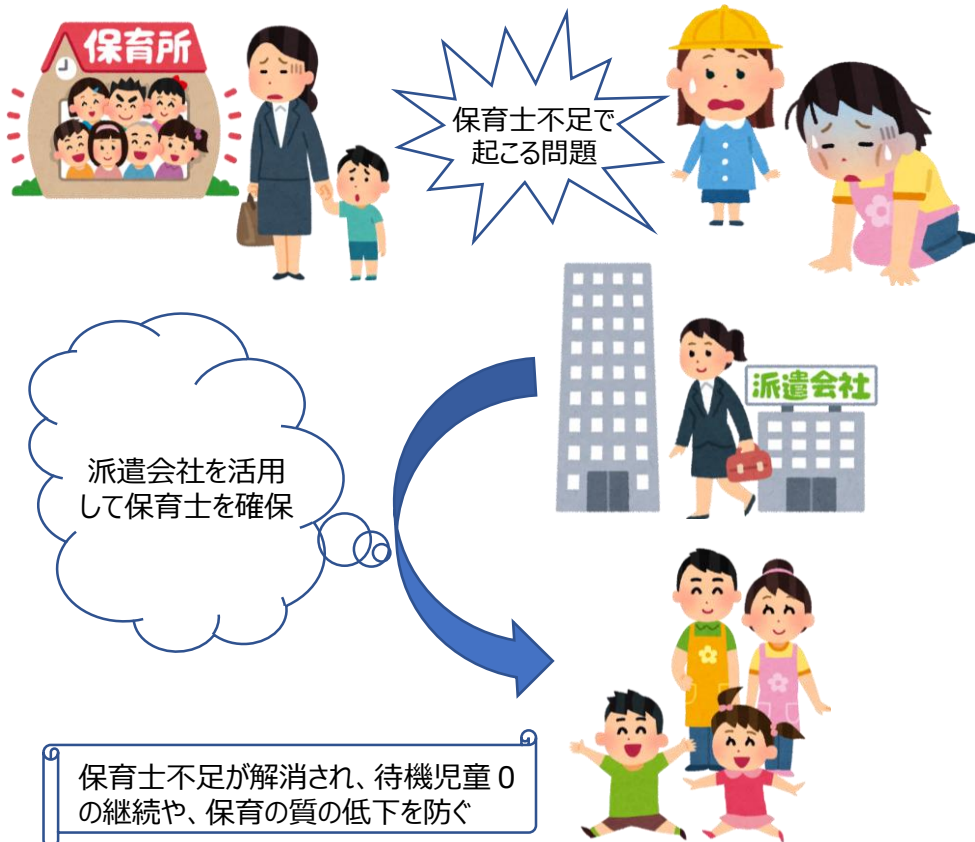 保育所
保育士不足で
起こる問題
派遣会社
派遣会社を活用
して保育士を確保
保育士不足が解消され、待機児童０
の継続や、保育の質の低下を防ぐ